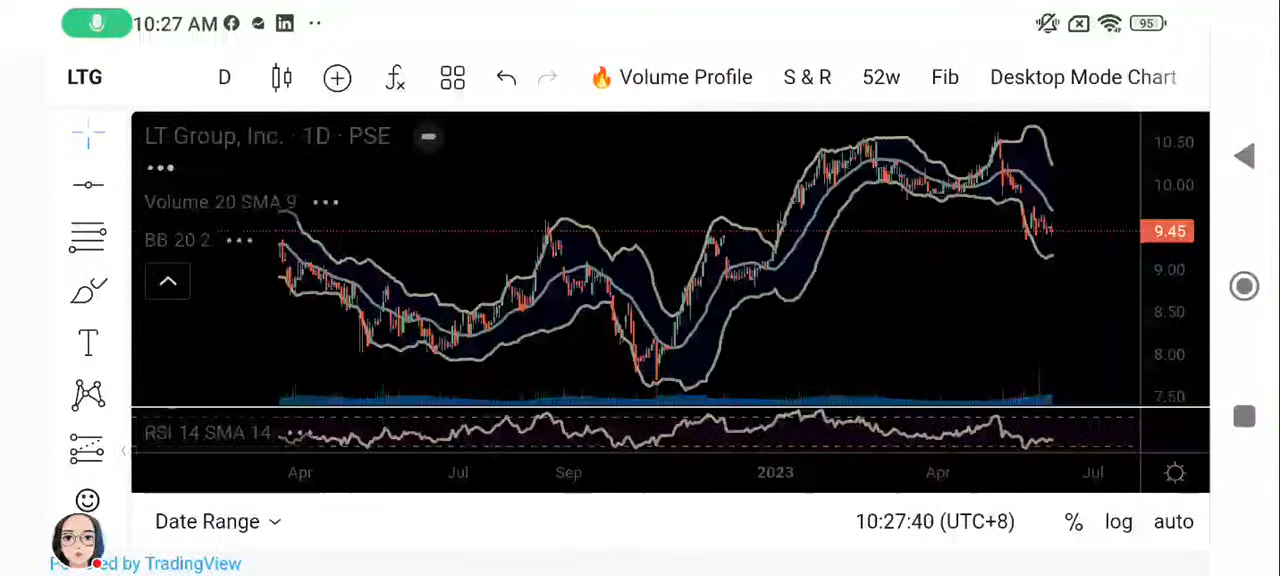 10:27 AM
95
LTG D Volume Profile S & R 52w Fib Desktop Mode Chart
LT Group, Inc. · 1D · PSE
Volume 20 SMA 9
BB 20 2
10.50
10.00
9.45
9.00
8.50
8.00
7.50
RSI 14 SMA 14
Apr Jul Sep 2023 Apr Jul
Date Range 10:27:40 (UTC+8) % log auto
ed by TradingView